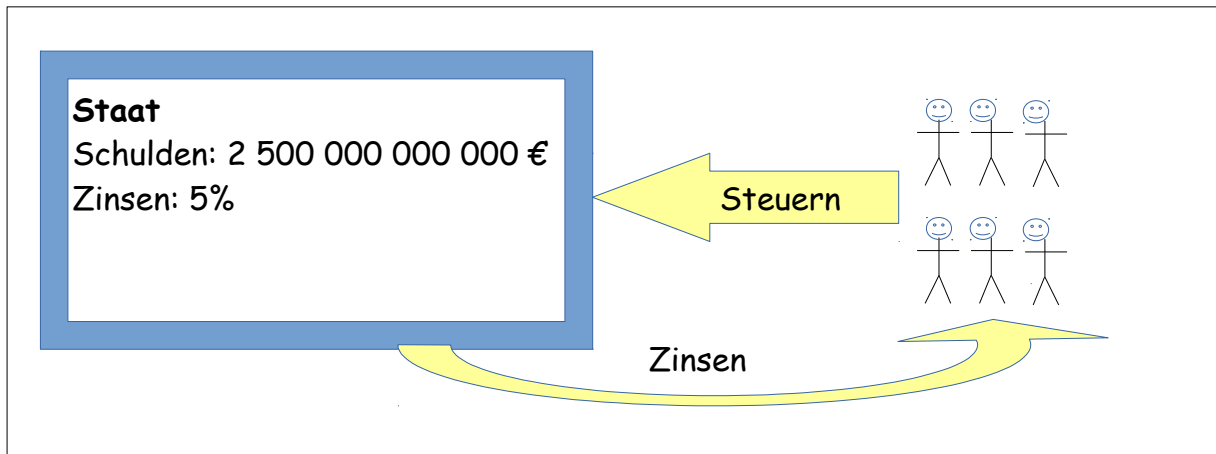 Staat
Schulden: 2 500 000 000 000 €
Zinsen: 5%
Steuern
Zinsen